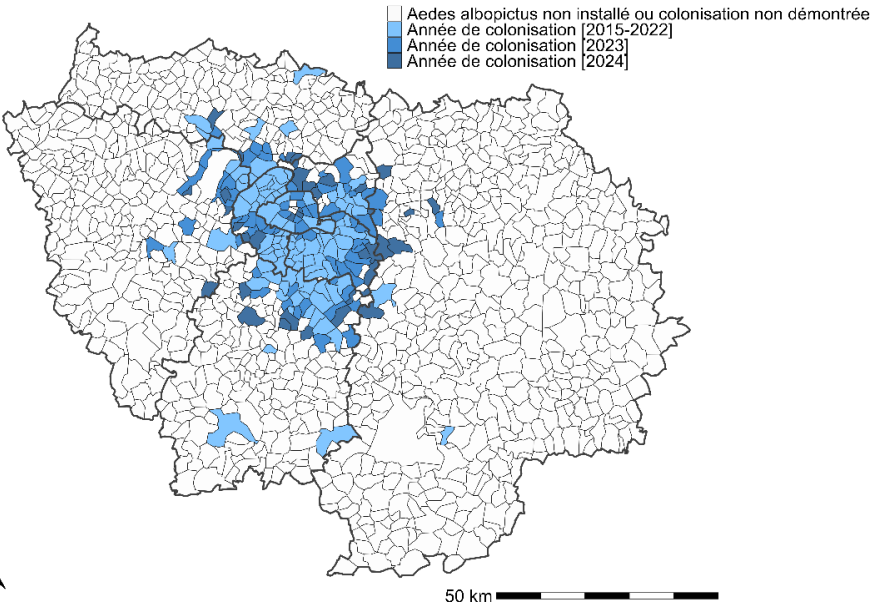 Aedes albopictus non installé ou colonisation non démontrée
Année de colonisation [2015-2022]
Année de colonisation [2023]
Année de colonisation [2024]
50 km